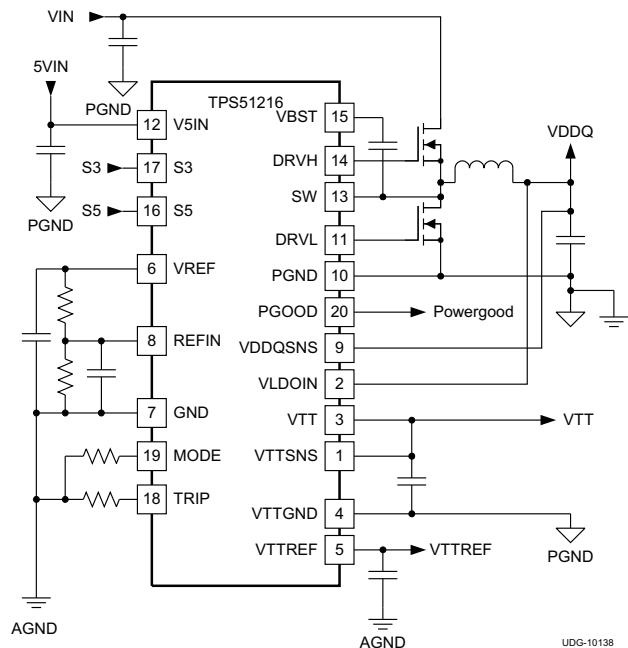 VIN
5VIN
PGND
TPS51216
VBST
15
12
V5IN
VDDQ
S3
17
S3
DRVH
14
S5
16
S5
SW
13
PGND
DRVL
11
6
VREF
PGND
10
PGOOD
20
Powergood
8
REFIN
VDDQSNS
9
VLDOIN
2
7
GND
VTT
3
VTT
19
MODE
VTTSNS
1
18
TRIP
VTTGND
4
PGND
VTTREF
5
VTTREF
AGND
AGND
UDG-10138